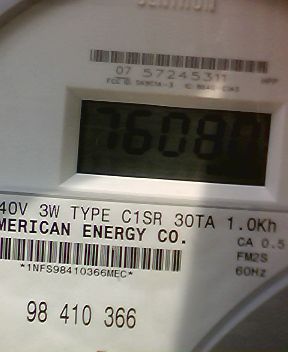 07 57245311
76080
40V 3W TYPE C1SR 30TA 1.0Kh
MERICAN ENERGY CO.
CA 0.5
FM2S
60Hz
*1NFS98410366MEC*
98 410 366